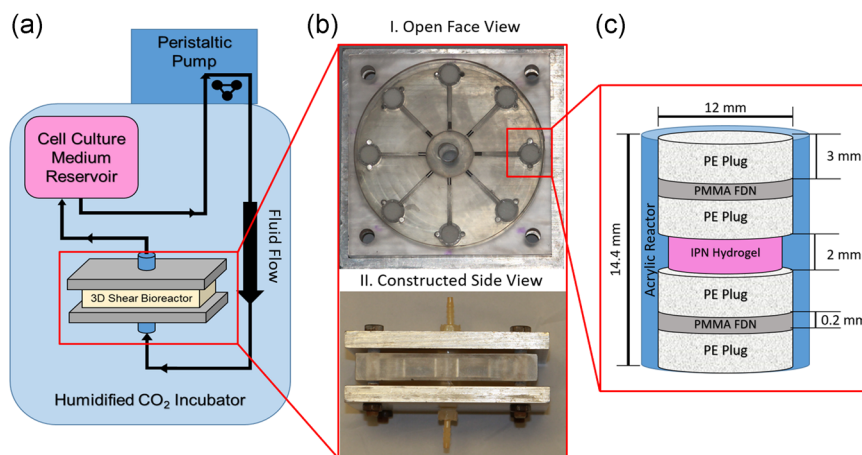 (a)
Peristaltic
Pump
Cell Culture
Medium
Reservoir
Fluid Flow
3D Shear Bioreactor
Humidified CO₂ Incubator
(b)
I. Open Face View
II. Constructed Side View
(c)
12 mm
PE Plug
3 mm
PMMA FDN
PE Plug
Acrylic Reactor
14.4 mm
IPN Hydrogel
2 mm
PE Plug
PMMA FDN
0.2 mm
PE Plug